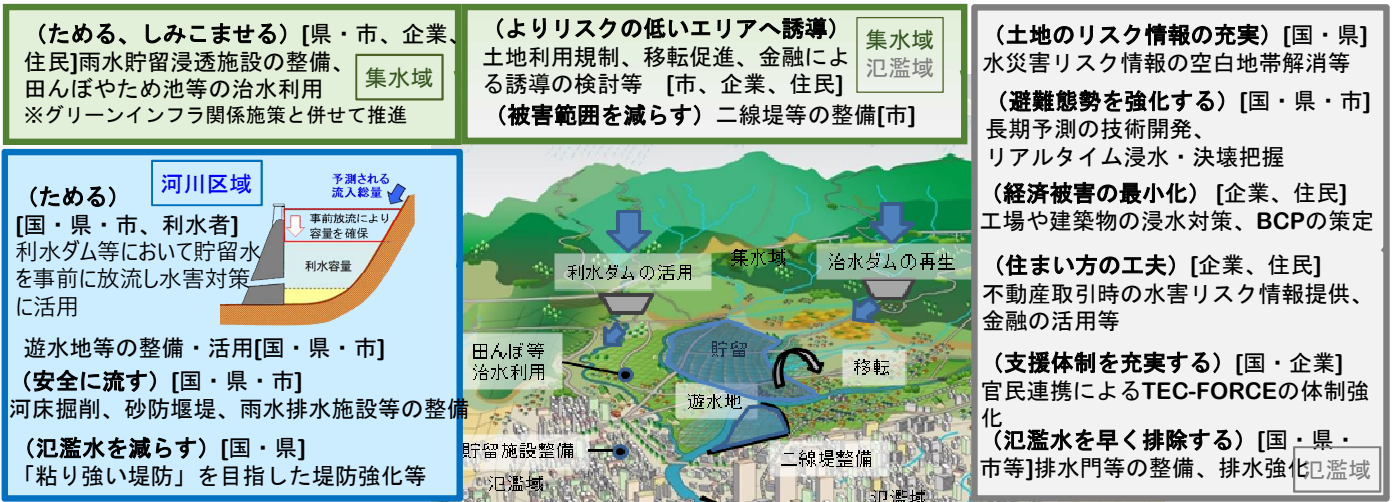 （ためる、しみこませる）[県・市、企業、
住民]雨水貯留浸透施設の整備、
田んぼやため池等の治水利用
※グリーンインフラ関係施策と併せて推進
集水域
（よりリスクの低いエリアへ誘導）
土地利用規制、移転促進、金融によ
る誘導の検討等　[市、企業、住民]
（被害範囲を減らす）二線堤等の整備[市]
集水域
氾濫域
（ためる）
河川区域
[国・県・市、利水者]
利水ダム等において貯留水
を事前に放流し水害対策
に活用
予測される
流入総量
事前放流により
容量を確保
利水容量
遊水地等の整備・活用[国・県・市]
（安全に流す）[国・県・市]
河床掘削、砂防堰堤、雨水排水施設等の整備
（氾濫水を減らす）[国・県]
「粘り強い堤防」を目指した堤防強化等
利水ダムの活用
集水域
治水ダムの再生
田んぼ等
治水利用
貯留
移転
遊水地
貯留施設整備
二線堤整備
氾濫域
氾濫域
（土地のリスク情報の充実）[国・県]
水災害リスク情報の空白地帯解消等
（避難態勢を強化する）[国・県・市]
長期予測の技術開発、
リアルタイム浸水・決壊把握
（経済被害の最小化）[企業、住民]
工場や建築物の浸水対策、BCPの策定
（住まい方の工夫）[企業、住民]
不動産取引時の水害リスク情報提供、
金融の活用等
（支援体制を充実する）[国・企業]
官民連携によるTEC-FORCEの体制強
化
（氾濫水を早く排除する）[国・県・
市等]排水門等の整備、排水強化
氾濫域